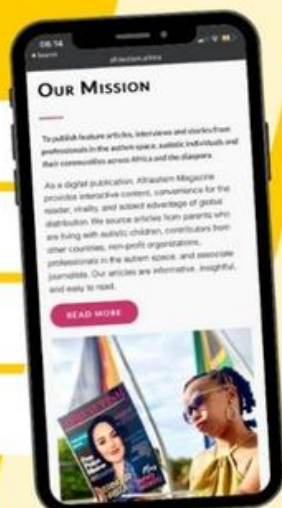 06:14
Search
afrautism.africa
OUR MISSION
To publish feature articles, interviews and stories from
professionals in the autism space, autistic individuals and
their communities across Africa and the diaspora.
As a digital publication, Afrautism Magazine
provides interactive content, convenience for the
reader, virality, and added advantage of global
distribution. We source articles from parents who
are living with autistic children, contributors from
other countries, non-profit organizations,
professionals in the autism space, and associate
journalists. Our articles are informative, insightful,
and easy to read.
READ MORE